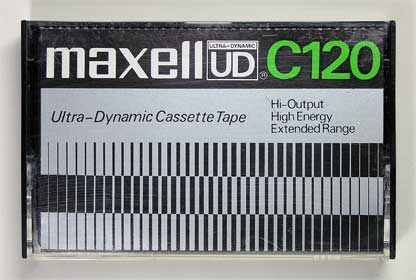 ULTRA-DYNAMIC
maxell UD® C120
Ultra-Dynamic Cassette Tape
Hi-Output
High Energy
Extended Range